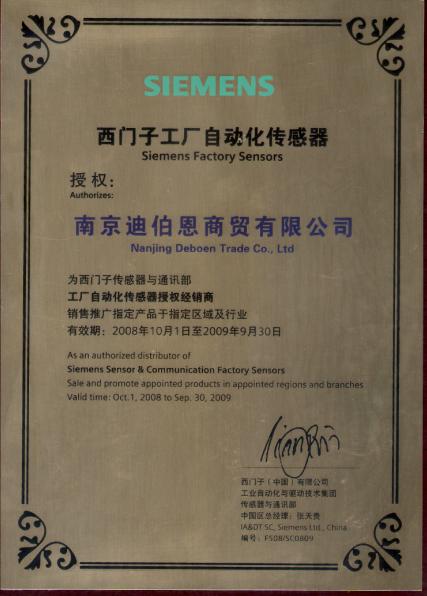 SIEMENS
西门子工厂自动化传感器
Siemens Factory Sensors
授权：
Authorizes:
南京迪伯恩商贸有限公司
Nanjing Deboen Trade Co., Ltd
为西门子传感器与通讯部
工厂自动化传感器授权经销商
销售推广指定产品于指定区域及行业
有效期：2008年10月1日至2009年9月30日
As an authorized distributor of
Siemens Sensor & Communication Factory Sensors
Sale and promote appointed products in appointed regions and branches
Valid time: Oct.1, 2008 to Sep. 30, 2009
西门子（中国）有限公司
工业自动化与驱动技术集团
传感器与通讯部
中国区总经理：张天贵
IA&DT SC, Siemens Ltd., China
编号：FS08/SC0809